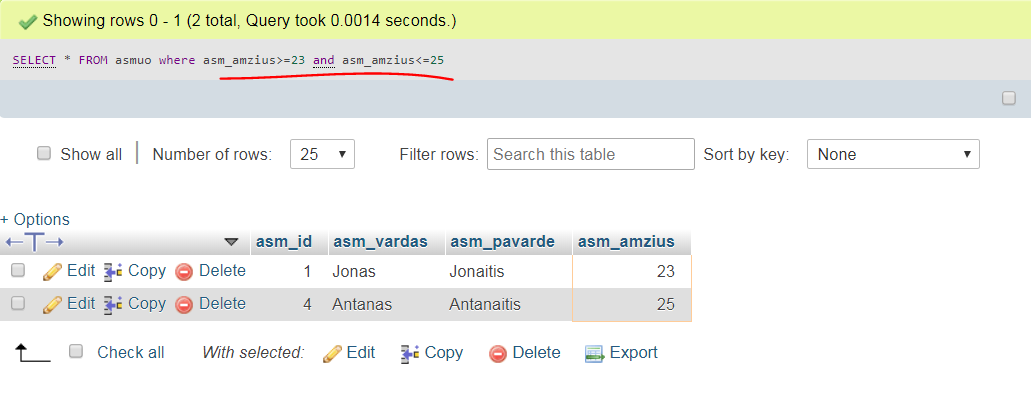 Showing rows 0 - 1 (2 total, Query took 0.0014 seconds.)
SELECT * FROM asmuo where asm_amzius>=23 and asm_amzius<=25
Show all Number of rows: 25 Filter rows: Search this table Sort by key: None
+ Options
asm_id asm_vardas asm_pavarde asm_amzius
Edit Copy Delete 1 Jonas Jonaitis 23
Edit Copy Delete 4 Antanas Antanaitis 25
Check all With selected: Edit Copy Delete Export